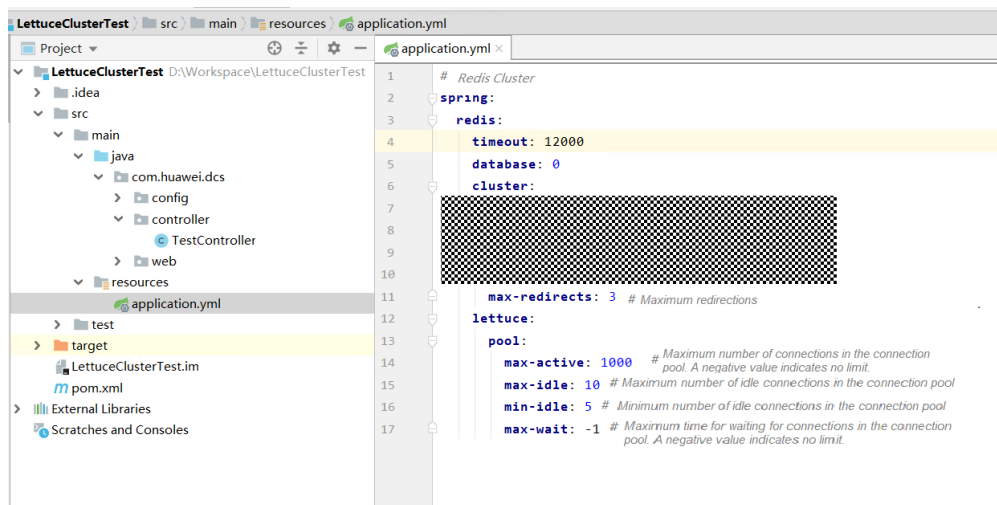 LettuceClusterTest src main resources application.yml
Project
application.yml
LettuceClusterTest D:\Workspace\LettuceClusterTest
.idea
src
main
java
com.huawei.dcs
config
controller
TestController
web
resources
application.yml
test
target
LettuceClusterTest.im
pom.xml
External Libraries
Scratches and Consoles
1 # Redis Cluster
2 spring:
3 redis:
4 timeout: 12000
5 database: 0
6 cluster:
7
8
9
10
11 max-redirects: 3 # Maximum redirections
12 lettuce:
13 pool:
14 max-active: 1000 # Maximum number of connections in the connection
pool. A negative value indicates no limit.
15 max-idle: 10 # Maximum number of idle connections in the connection pool
16 min-idle: 5 # Minimum number of idle connections in the connection pool
17 max-wait: -1 # Maximum time for waiting for connections in the connection
pool. A negative value indicates no limit.